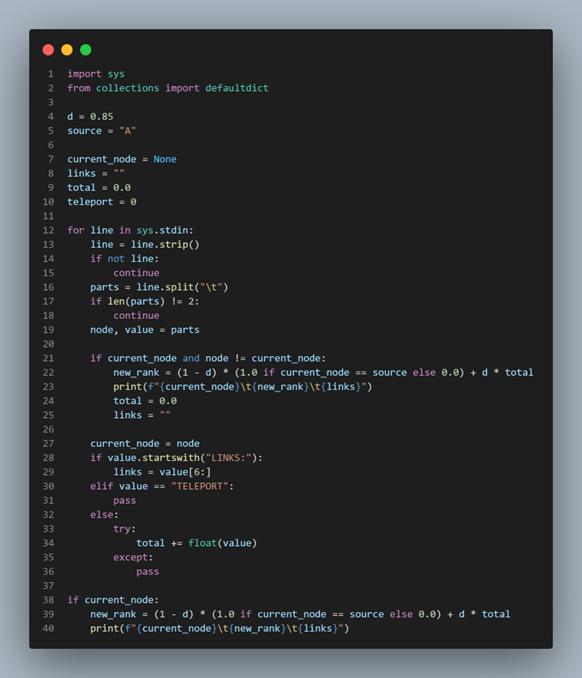 1 import sys
2 from collections import defaultdict
3
4 d = 0.85
5 source = "A"
6
7 current_node = None
8 links = ""
9 total = 0.0
10 teleport = 0
11
12 for line in sys.stdin:
13     line = line.strip()
14     if not line:
15         continue
16     parts = line.split("\t")
17     if len(parts) != 2:
18         continue
19     node, value = parts
20
21     if current_node and node != current_node:
22         new_rank = (1 - d) * (1.0 if current_node == source else 0.0) + d * total
23         print(f"{current_node}\t{new_rank}\t{links}")
24         total = 0.0
25         links = ""
26
27     current_node = node
28     if value.startswith("LINKS:"):
29         links = value[6:]
30     elif value == "TELEPORT":
31         pass
32     else:
33         try:
34             total += float(value)
35         except:
36             pass
37
38 if current_node:
39     new_rank = (1 - d) * (1.0 if current_node == source else 0.0) + d * total
40     print(f"{current_node}\t{new_rank}\t{links}")